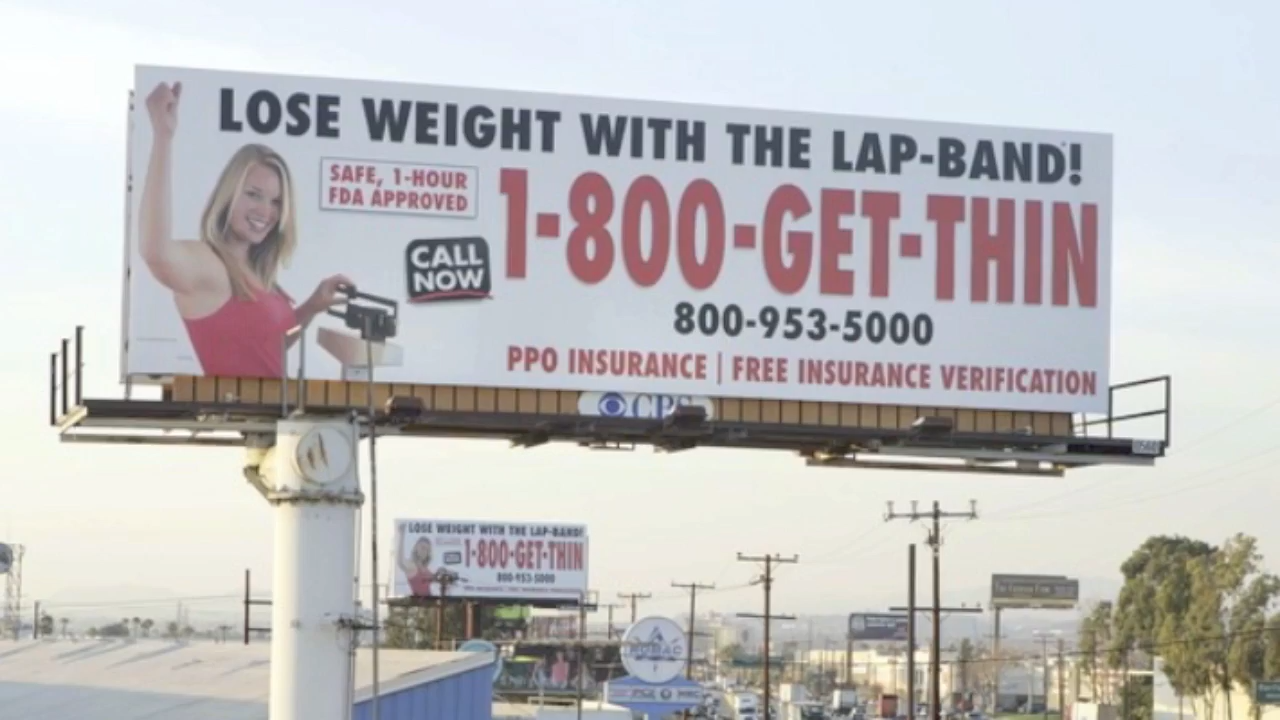 LOSE WEIGHT WITH THE LAP-BAND!
SAFE, 1-HOUR
FDA APPROVED
1-800-GET-THIN
CALL
NOW
800-953-5000
PPO INSURANCE | FREE INSURANCE VERIFICATION
CBS
LOSE WEIGHT WITH THE LAP-BAND!
1-800-GET-THIN
800-953-5000